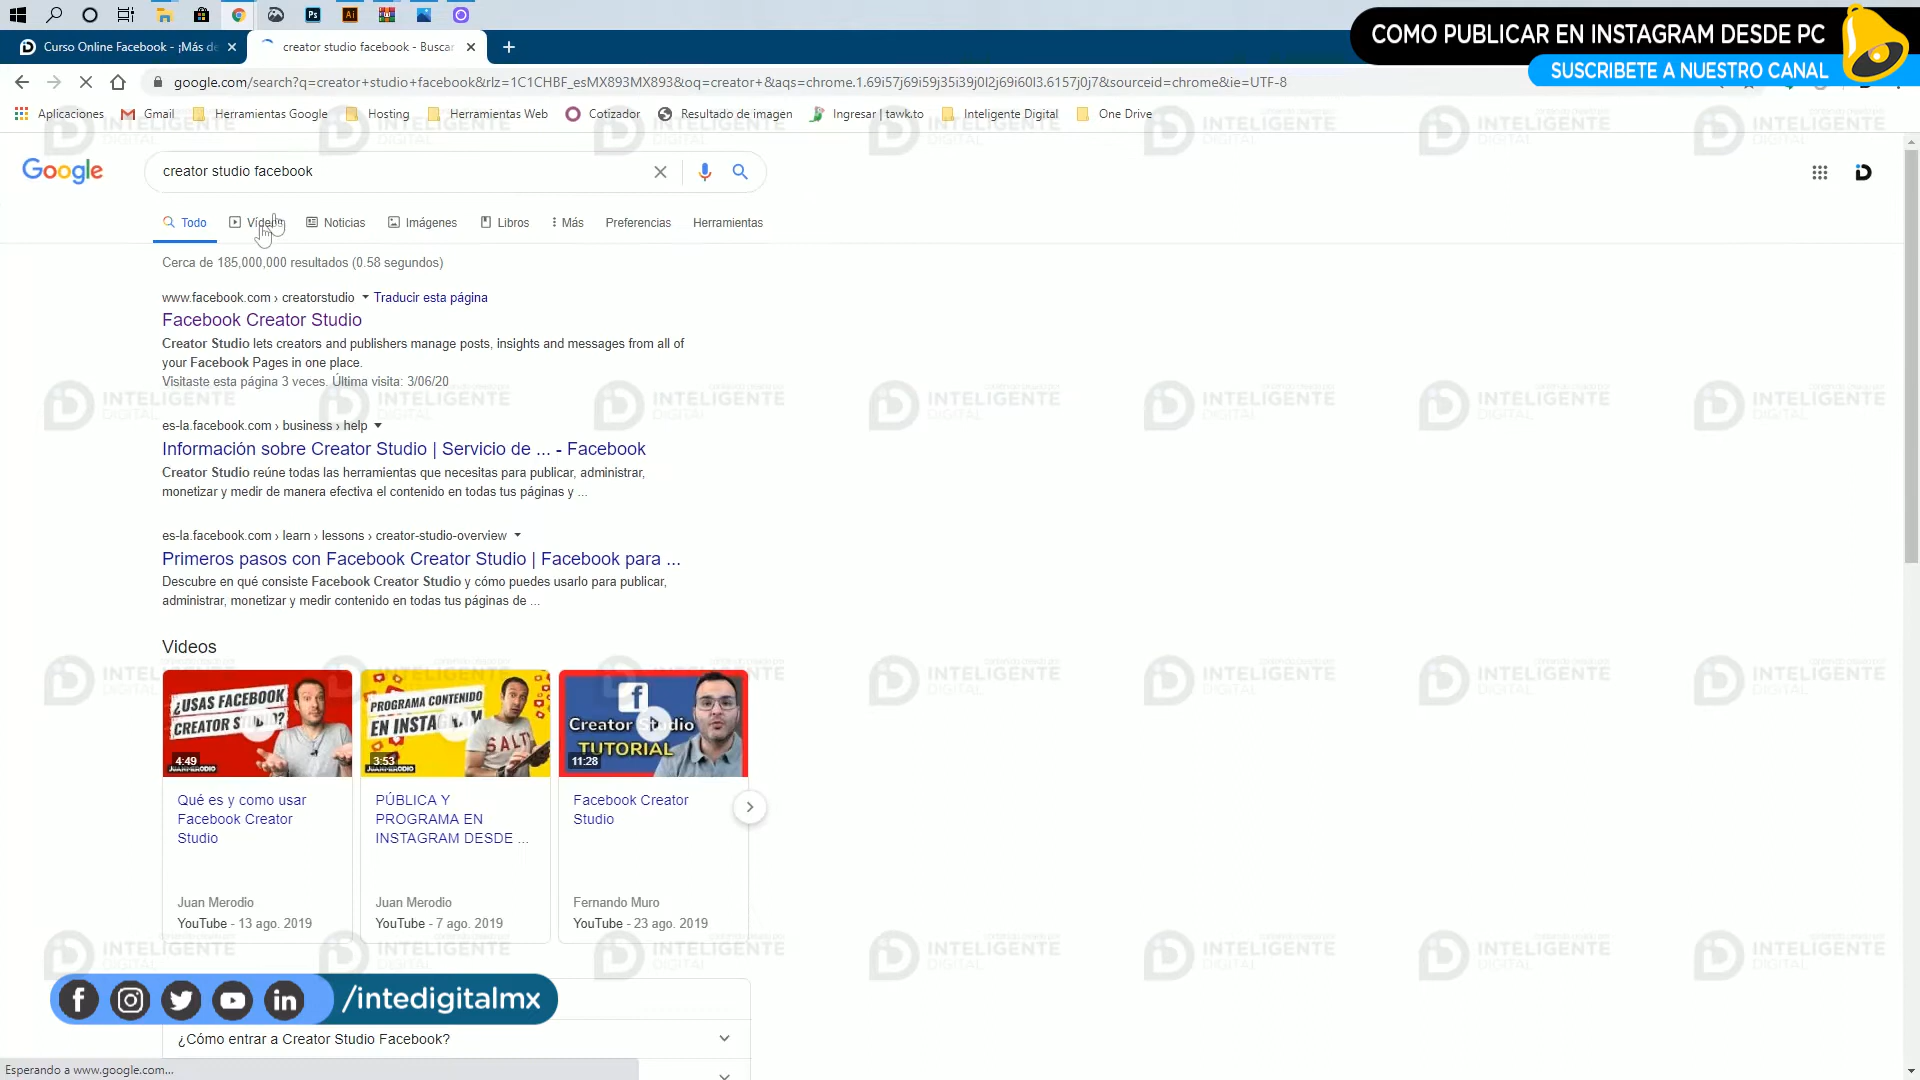 COMO PUBLICAR EN INSTAGRAM DESDE PC
SUSCRIBETE A NUESTRO CANAL
Curso Online Facebook - ¡Más de
creator studio facebook - Buscar
google.com/search?q=creator+studio+facebook&rlz=1C1CHBF_esMX893MX893&oq=creator+&aqs=chrome.1.69i57j69i59j35i39j0l2j69i60l3.6157j0j7&sourceid=chrome&ie=UTF-8
Aplicaciones
Gmail
Herramientas Google
Hosting
Herramientas Web
Cotizador
Resultado de imagen
Ingresar | tawk.to
Inteligente Digital
One Drive
Google
creator studio facebook
Todo
Vídeos
Noticias
Imágenes
Libros
Más
Preferencias
Herramientas
Cerca de 185,000,000 resultados (0.58 segundos)
www.facebook.com › creatorstudio
Traducir esta página
Facebook Creator Studio
Creator Studio lets creators and publishers manage posts, insights and messages from all of
your Facebook Pages in one place.
Visitaste esta página 3 veces. Última visita: 3/06/20
es-la.facebook.com › business › help
Información sobre Creator Studio | Servicio de ... - Facebook
Creator Studio reúne todas las herramientas que necesitas para publicar, administrar,
monetizar y medir de manera efectiva el contenido en todas tus páginas y ...
es-la.facebook.com › learn › lessons › creator-studio-overview
Primeros pasos con Facebook Creator Studio | Facebook para ...
Descubre en qué consiste Facebook Creator Studio y cómo puedes usarlo para publicar,
administrar, monetizar y medir contenido en todas tus páginas de ...
Videos
¿USAS FACEBOOK
CREATOR STUDIO?
4:49
JUANMERODIO
PROGRAMA CONTENIDO
EN INSTAGRAM
SALTY
3:53
JUANMERODIO
Creator Studio
TUTORIAL
11:28
Qué es y como usar
Facebook Creator
Studio
Juan Merodio
YouTube - 13 ago. 2019
PÚBLICA Y
PROGRAMA EN
INSTAGRAM DESDE ...
Juan Merodio
YouTube - 7 ago. 2019
Facebook Creator
Studio
Fernando Muro
YouTube - 23 ago. 2019
/intedigitalmx
¿Cómo entrar a Creator Studio Facebook?
Esperando a www.google.com...
INTELIGENTE
DIGITAL